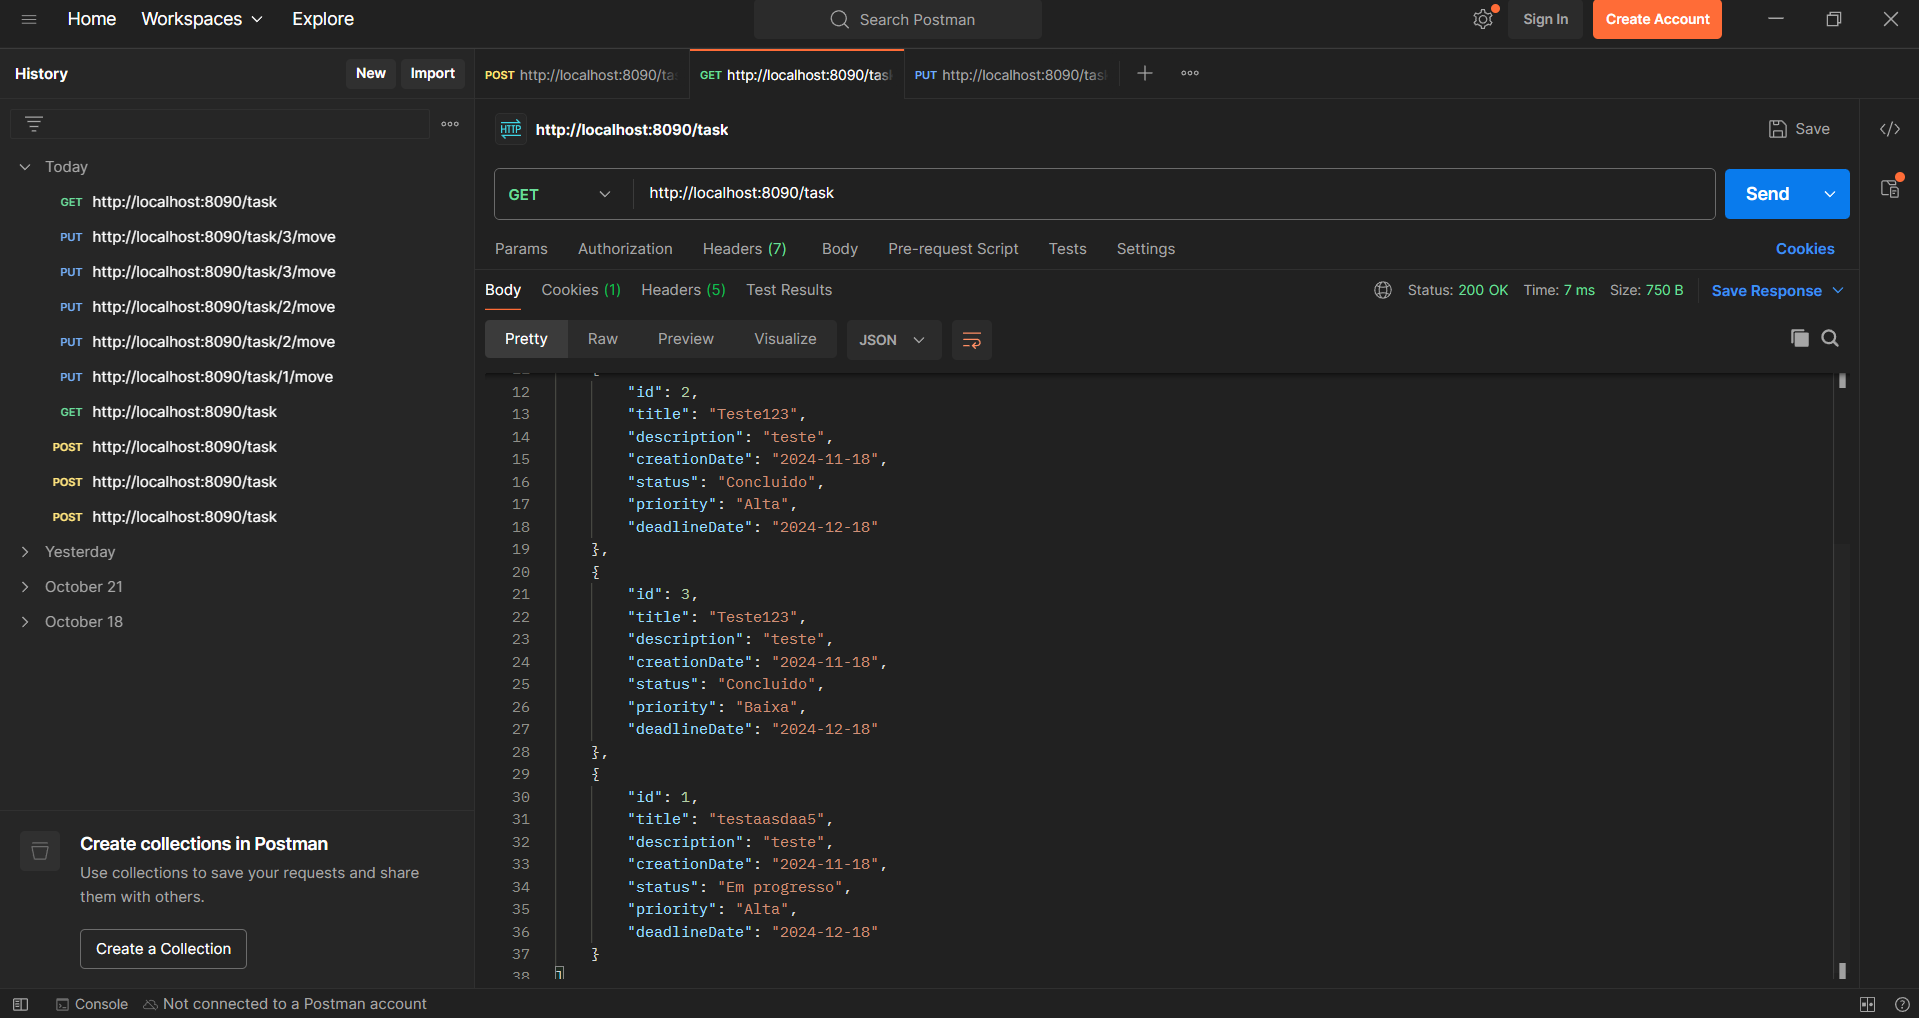 Home Workspaces Explore
Search Postman
Sign In Create Account
History New Import
POST http://localhost:8090/ta GET http://localhost:8090/tas PUT http://localhost:8090/tas
HTTP http://localhost:8090/task
Save
GET http://localhost:8090/task
Send
Params Authorization Headers (7) Body Pre-request Script Tests Settings Cookies
Body Cookies (1) Headers (5) Test Results Status: 200 OK Time: 7 ms Size: 750 B Save Response
Pretty Raw Preview Visualize JSON
Today
GET http://localhost:8090/task
PUT http://localhost:8090/task/3/move
PUT http://localhost:8090/task/3/move
PUT http://localhost:8090/task/2/move
PUT http://localhost:8090/task/2/move
PUT http://localhost:8090/task/1/move
GET http://localhost:8090/task
POST http://localhost:8090/task
POST http://localhost:8090/task
POST http://localhost:8090/task
Yesterday
October 21
October 18
Create collections in Postman
Use collections to save your requests and share
them with others.
Create a Collection
12 "id": 2,
13 "title": "Teste123",
14 "description": "teste",
15 "creationDate": "2024-11-18",
16 "status": "Concluido",
17 "priority": "Alta",
18 "deadlineDate": "2024-12-18"
19 },
20 {
21 "id": 3,
22 "title": "Teste123",
23 "description": "teste",
24 "creationDate": "2024-11-18",
25 "status": "Concluido",
26 "priority": "Baixa",
27 "deadlineDate": "2024-12-18"
28 },
29 {
30 "id": 1,
31 "title": "testaasdaa5",
32 "description": "teste",
33 "creationDate": "2024-11-18",
34 "status": "Em progresso",
35 "priority": "Alta",
36 "deadlineDate": "2024-12-18"
37 }
38 ]
Console Not connected to a Postman account